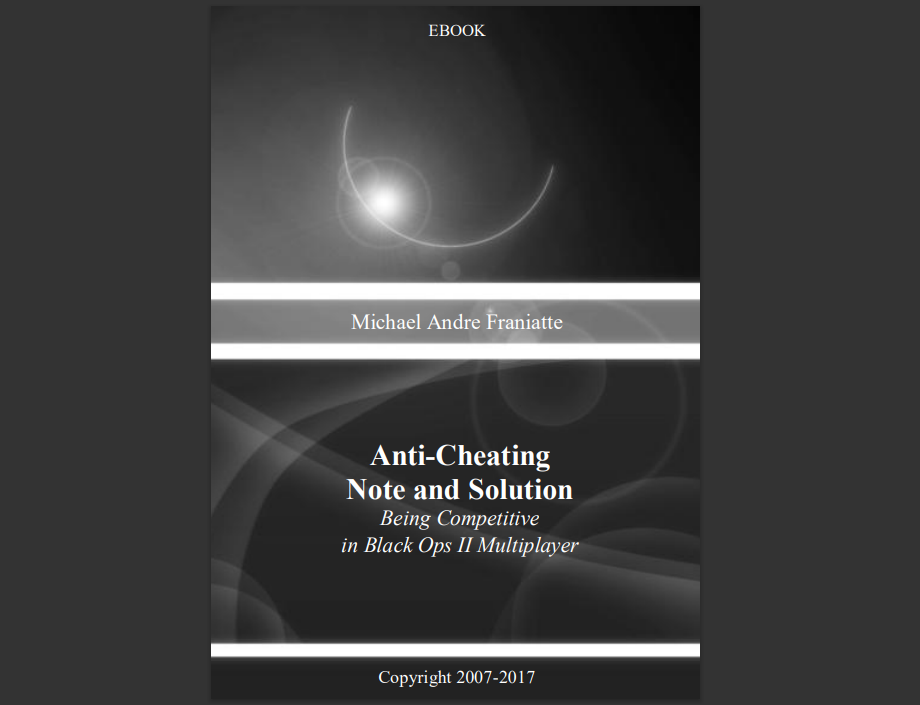 EBOOK
Michael Andre Franiatte
Anti-Cheating
Note and Solution
Being Competitive
in Black Ops II Multiplayer
Copyright 2007-2017